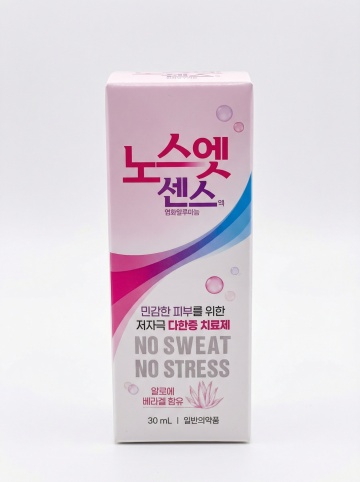 노스엣
센스액
염화알루미늄
민감한 피부를 위한
저자극 다한증 치료제
NO SWEAT
NO STRESS
알로에
베라겔 함유
30 mL | 일반의약품